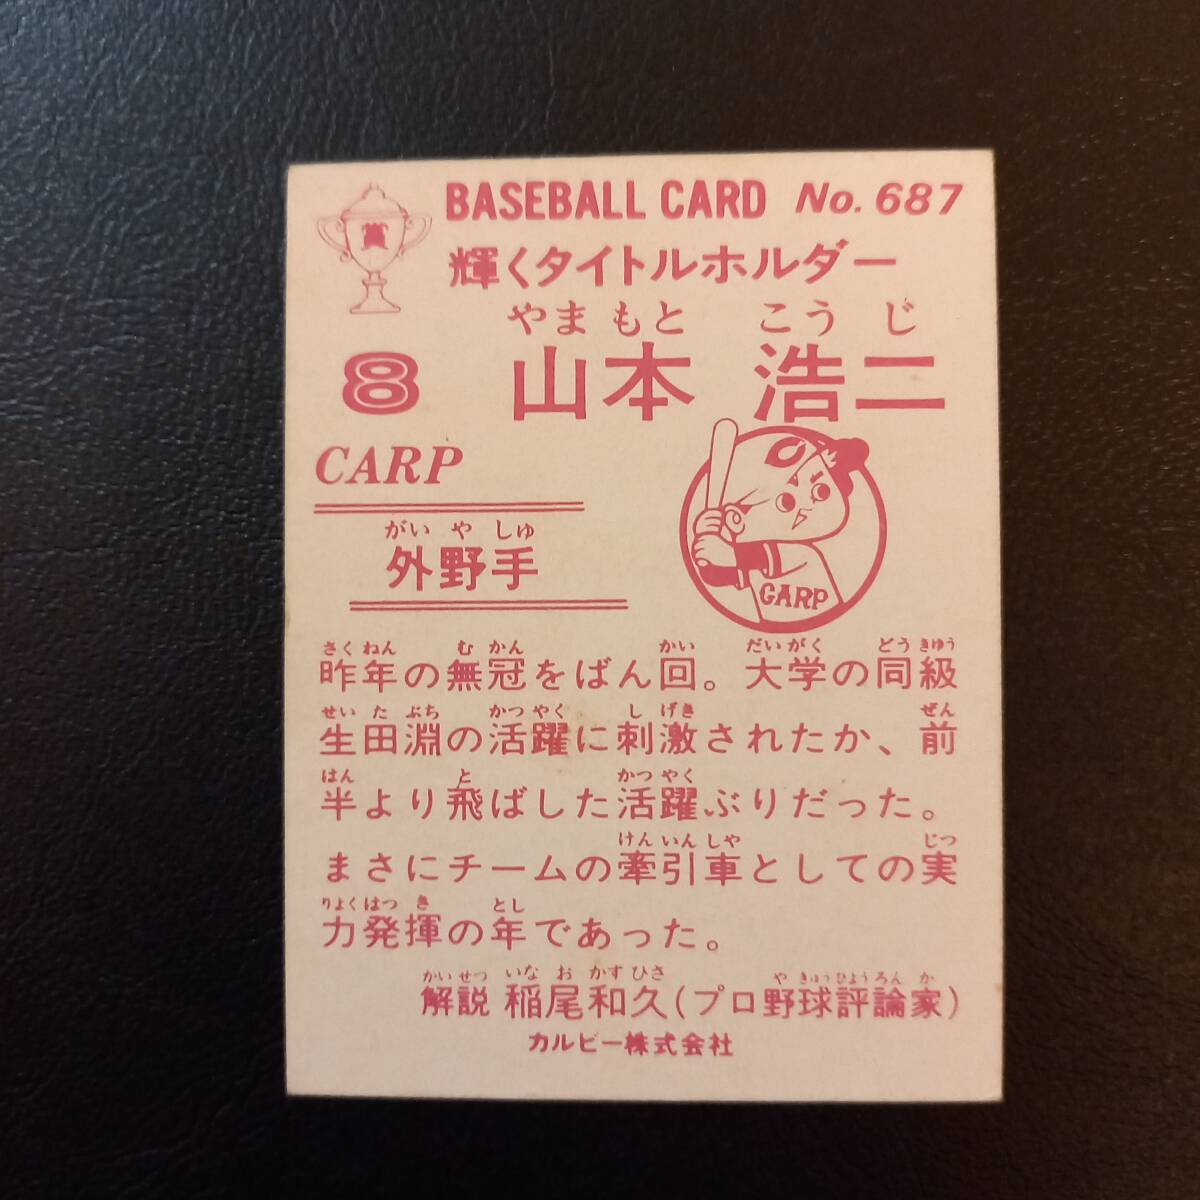 BASEBALL CARD No. 687
賞
輝くタイトルホルダー
やまもと こうじ
8 山本 浩二
CARP
CARP
がいやしゅ
外野手
さくねん むかん かい だいがく どうきゅう
昨年の無冠をばん回。大学の同級
せいたぶち かつやく しげき ぜん
生田淵の活躍に刺激されたか、前
はん と かつやく
半より飛ばした活躍ぶりだった。
けんいんしゃ じつ
まさにチームの牽引車としての実
りょくはつき とし
力発揮の年であった。
かいせつ いなおかずひさ やきゅうひょうろんか
解説 稲尾和久(プロ野球評論家)
カルビー株式会社